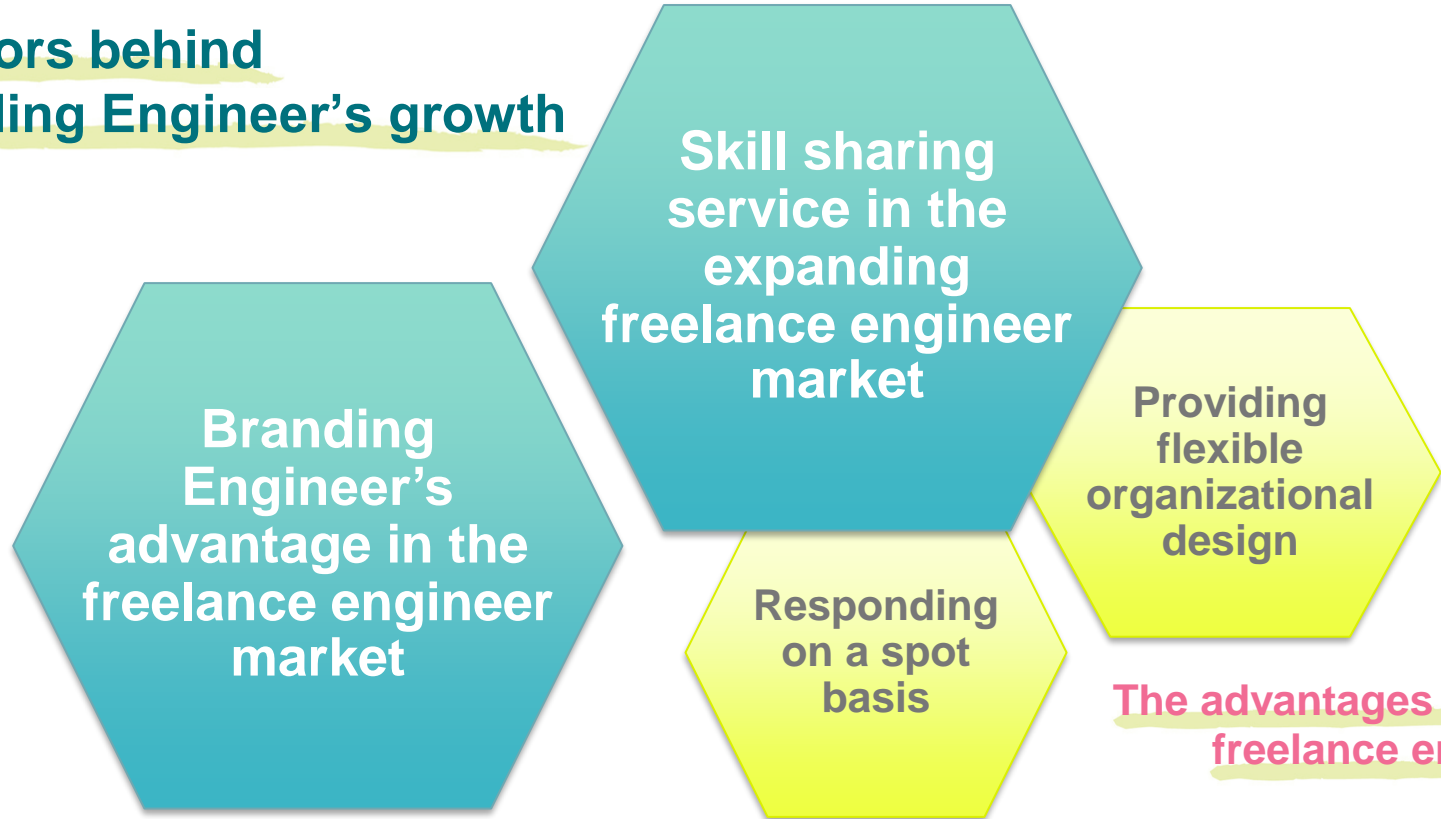 ors behind
ling Engineer’s growth
Skill sharing
service in the
expanding
freelance engineer
market
Branding
Engineer’s
advantage in the
freelance engineer
market
Providing
flexible
organizational
design
Responding
on a spot
basis
The advantages
freelance e